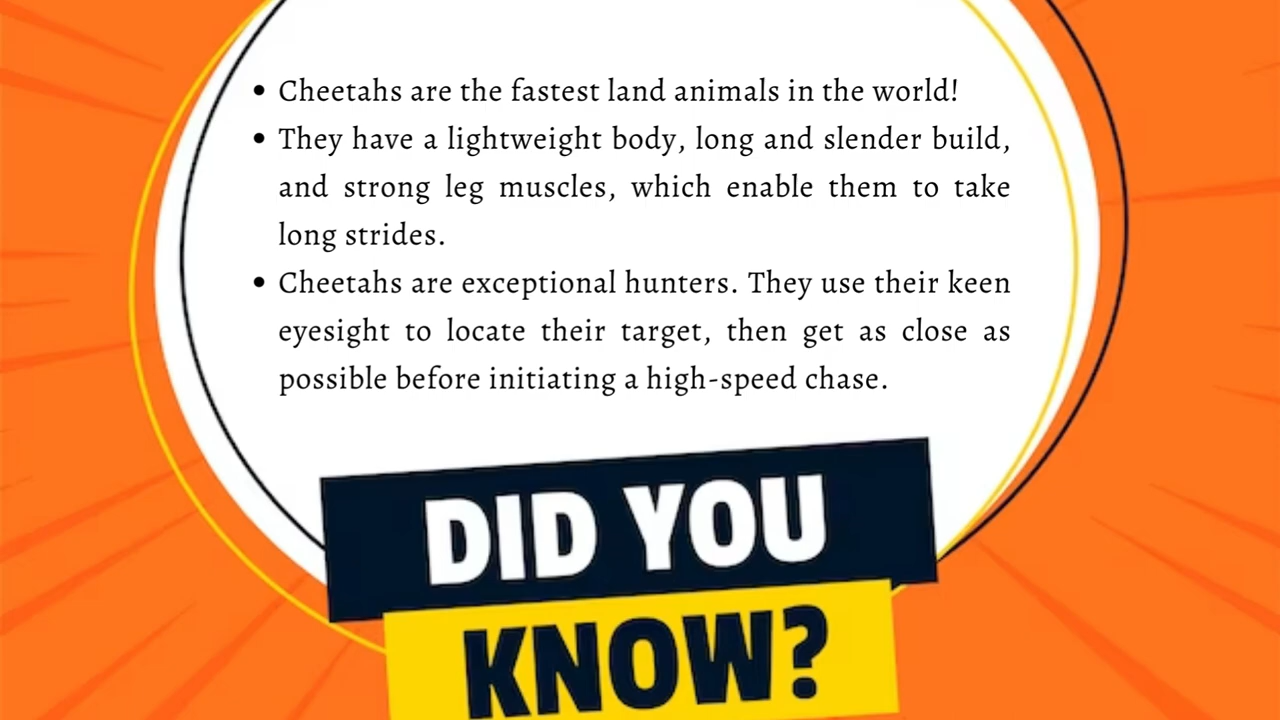 • Cheetahs are the fastest land animals in the world!
• They have a lightweight body, long and slender build,
and strong leg muscles, which enable them to take
long strides.
• Cheetahs are exceptional hunters. They use their keen
eyesight to locate their target, then get as close as
possible before initiating a high-speed chase.
DID YOU
KNOW?